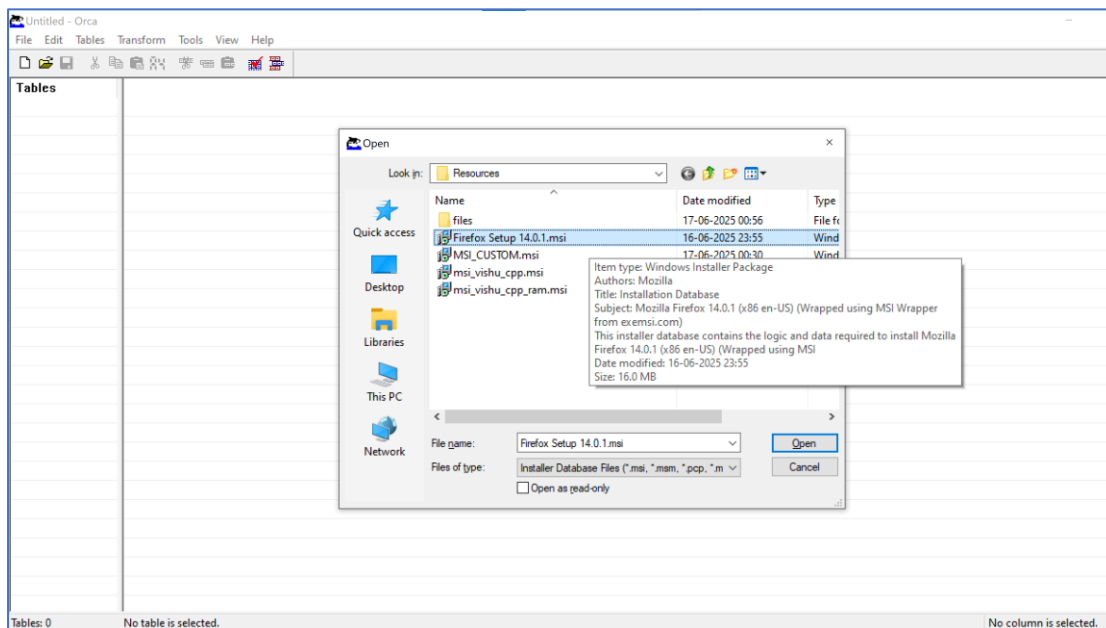 Untitled - Orca
File Edit Tables Transform Tools View Help
Tables
Open
Look in:
Resources
Name
Date modified
Type
files
17-06-2025 00:56
File fo
Firefox Setup 14.0.1.msi
16-06-2025 23:55
Wind
MSI_CUSTOM.msi
17-06-2025 00:30
Wind
msi_vishu_cpp.msi
msi_vishu_cpp_ram.msi
Item type: Windows Installer Package
Authors: Mozilla
Title: Installation Database
Subject: Mozilla Firefox 14.0.1 (x86 en-US) (Wrapped using MSI Wrapper
from exemsi.com)
This installer database contains the logic and data required to install Mozilla
Firefox 14.0.1 (x86 en-US) (Wrapped using MSI
Date modified: 16-06-2025 23:55
Size: 16.0 MB
Quick access
Desktop
Libraries
This PC
Network
File name:
Firefox Setup 14.0.1.msi
Open
Files of type:
Installer Database Files (*.msi, *.msm, *.pcp, *.m
Cancel
Open as read-only
Tables: 0
No table is selected.
No column is selected.